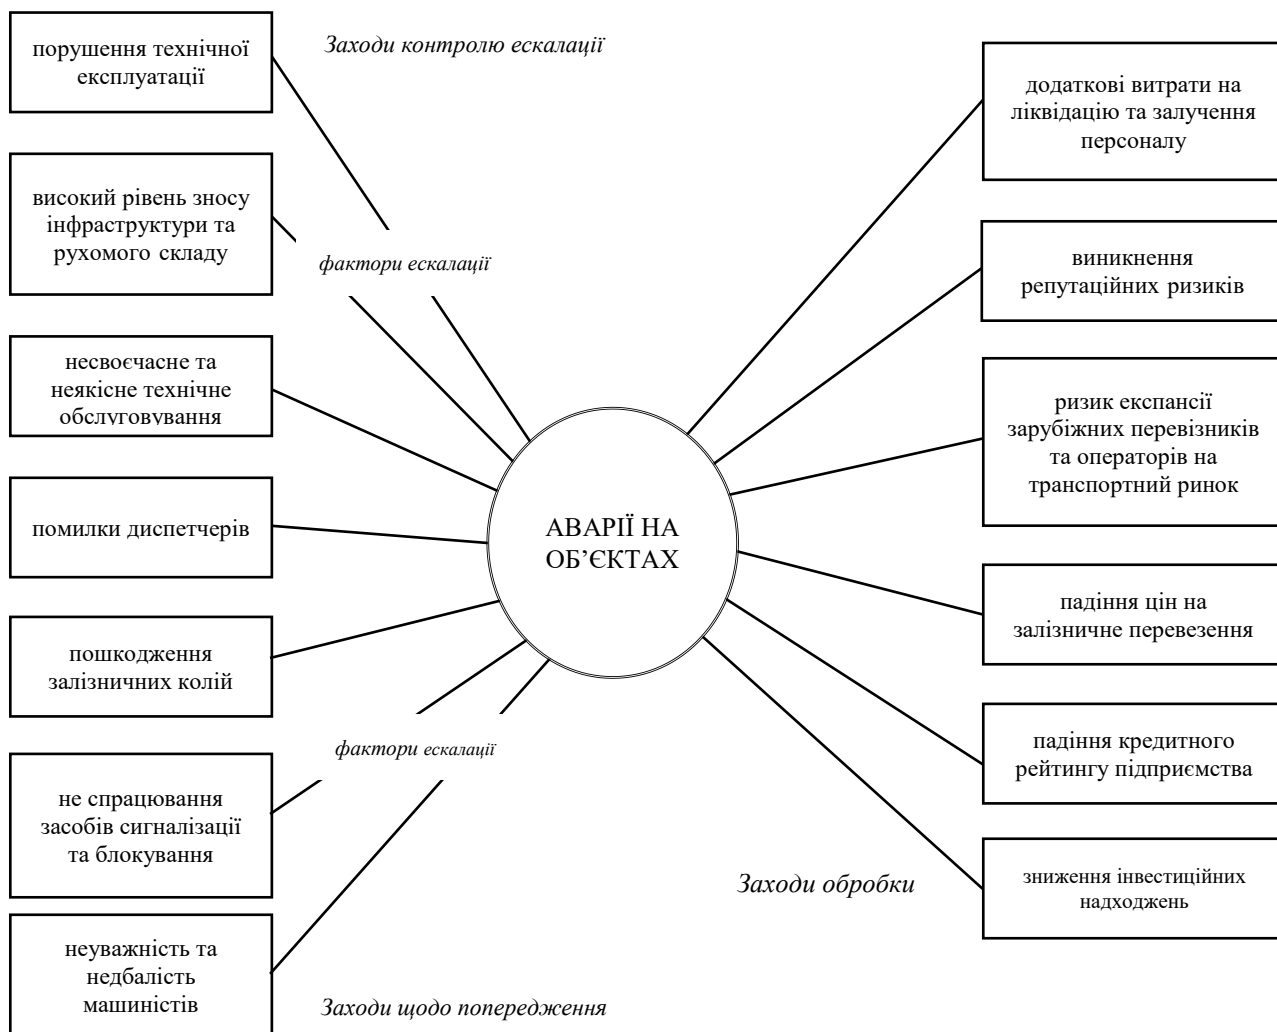 порушення технічної
експлуатації
високий рівень зносу
інфраструктури та
рухомого складу
несвоєчасне та
неякісне технічне
обслуговування
помилки диспетчерів
пошкодження
залізничних колій
не спрацювання
засобів сигналізації
та блокування
неуважність та
недбалість
машиністів
Заходи контролю ескалації
фактори ескалації
АВАРІЇ НА
ОБ’ЄКТАХ
фактори ескалації
Заходи обробки
Заходи щодо попередження
додаткові витрати на
ліквідацію та залучення
персоналу
виникнення
репутаційних ризиків
ризик експансії
зарубіжних перевізників
та операторів на
транспортний ринок
падіння цін на
залізничне перевезення
падіння кредитного
рейтингу підприємства
зниження інвестиційних
надходжень